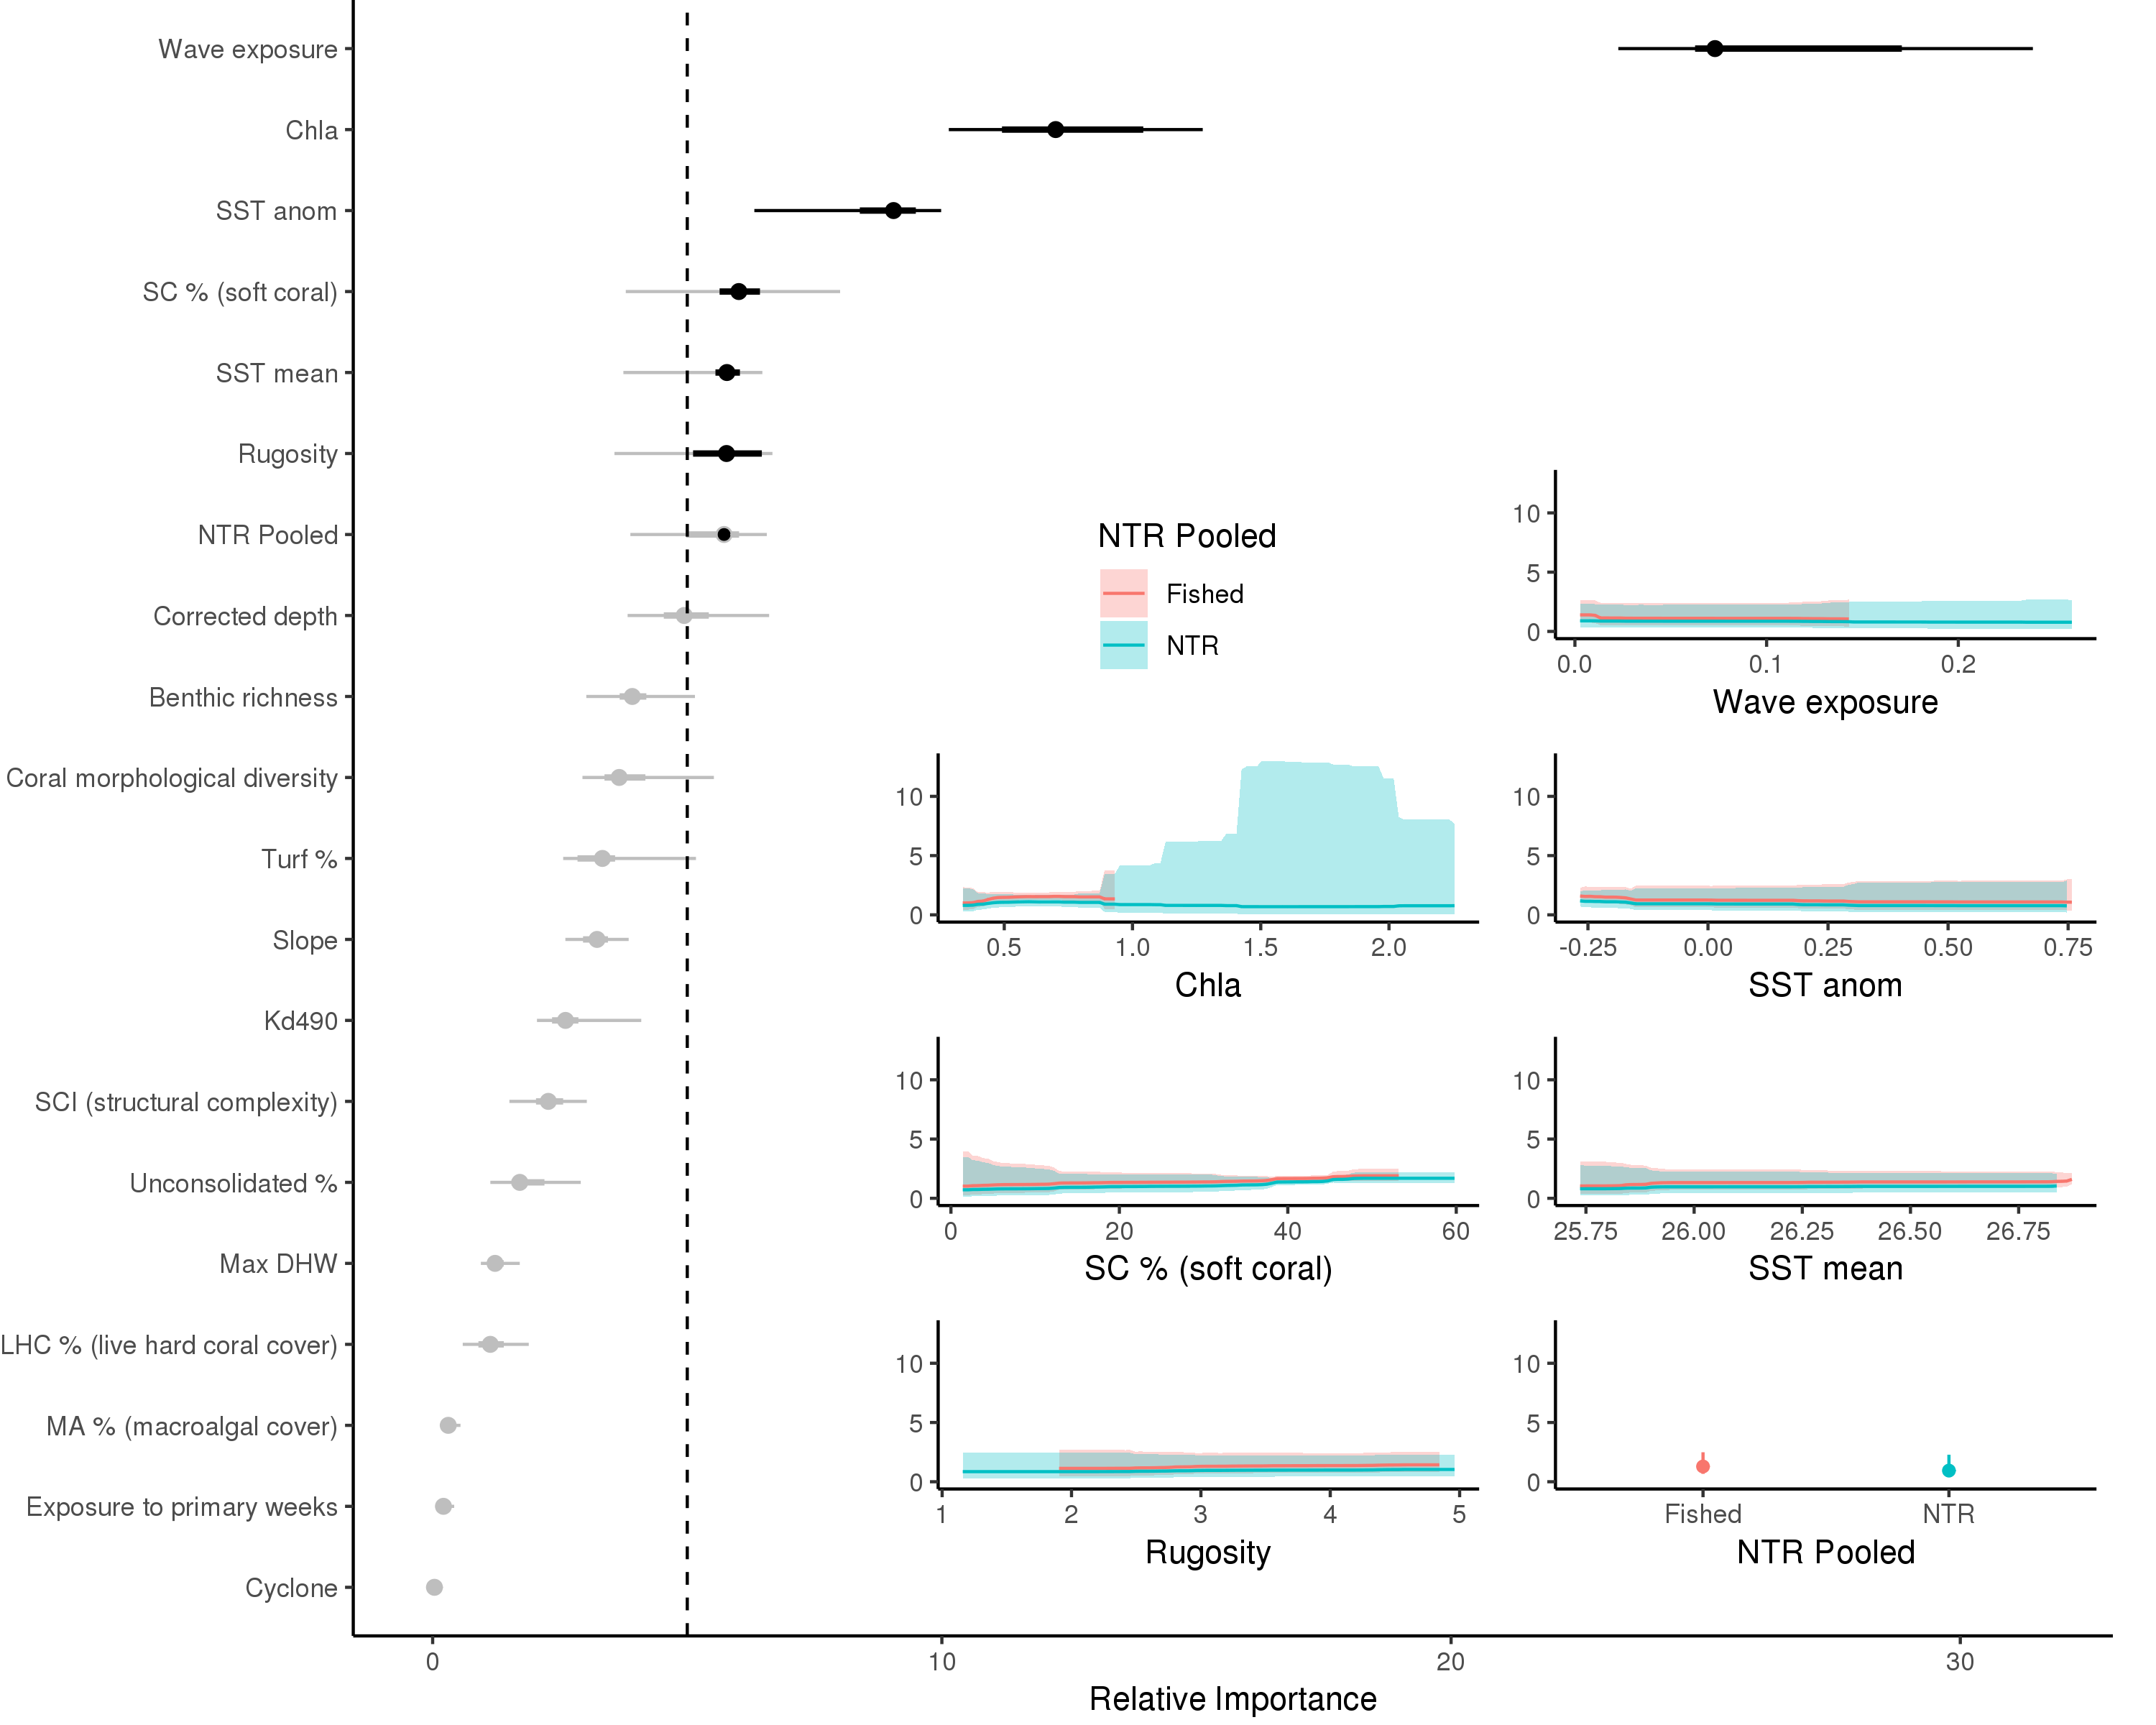 Wave exposure
Chla
SST anom
SC % (soft coral)
SST mean
Rugosity
NTR Pooled
Corrected depth
Benthic richness
Coral morphological diversity
Turf %
Slope
Kd490
SCI (structural complexity)
Unconsolidated %
Max DHW
LHC % (live hard coral cover)
MA % (macroalgal cover)
Exposure to primary weeks
Cyclone
0 10 20 30
Relative Importance
NTR Pooled
Fished
NTR
10
5
0
0.0 0.1 0.2
Wave exposure
10
5
0
0.5 1.0 1.5 2.0
Chla
10
5
0
-0.25 0.00 0.25 0.50 0.75
SST anom
10
5
0
0 20 40 60
SC % (soft coral)
10
5
0
25.75 26.00 26.25 26.50 26.75
SST mean
10
5
0
1 2 3 4 5
Rugosity
10
5
0
Fished NTR
NTR Pooled